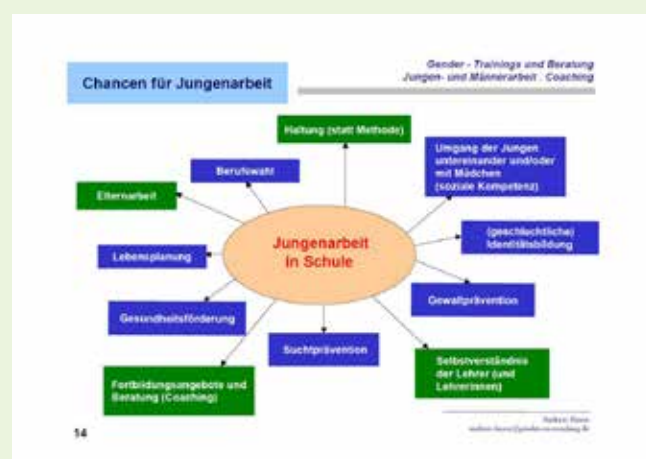 Gender - Trainings und Beratung
Jungen- und Männerarbeit . Coaching
Chancen für Jungenarbeit
Haltung (statt Methode)
Umgang der Jungen
untereinander und/oder
mit Mädchen
(soziale Kompetenz)
Berufswahl
Elternarbeit
(geschlechtliche)
Identitätsbildung
Jungenarbeit
in Schule
Lebensplanung
Gewaltprävention
Gesundheitsförderung
Suchtprävention
Selbstverständnis
der Lehrer (und
Lehrerinnen)
Fortbildungsangebote und
Beratung (Coaching)
14